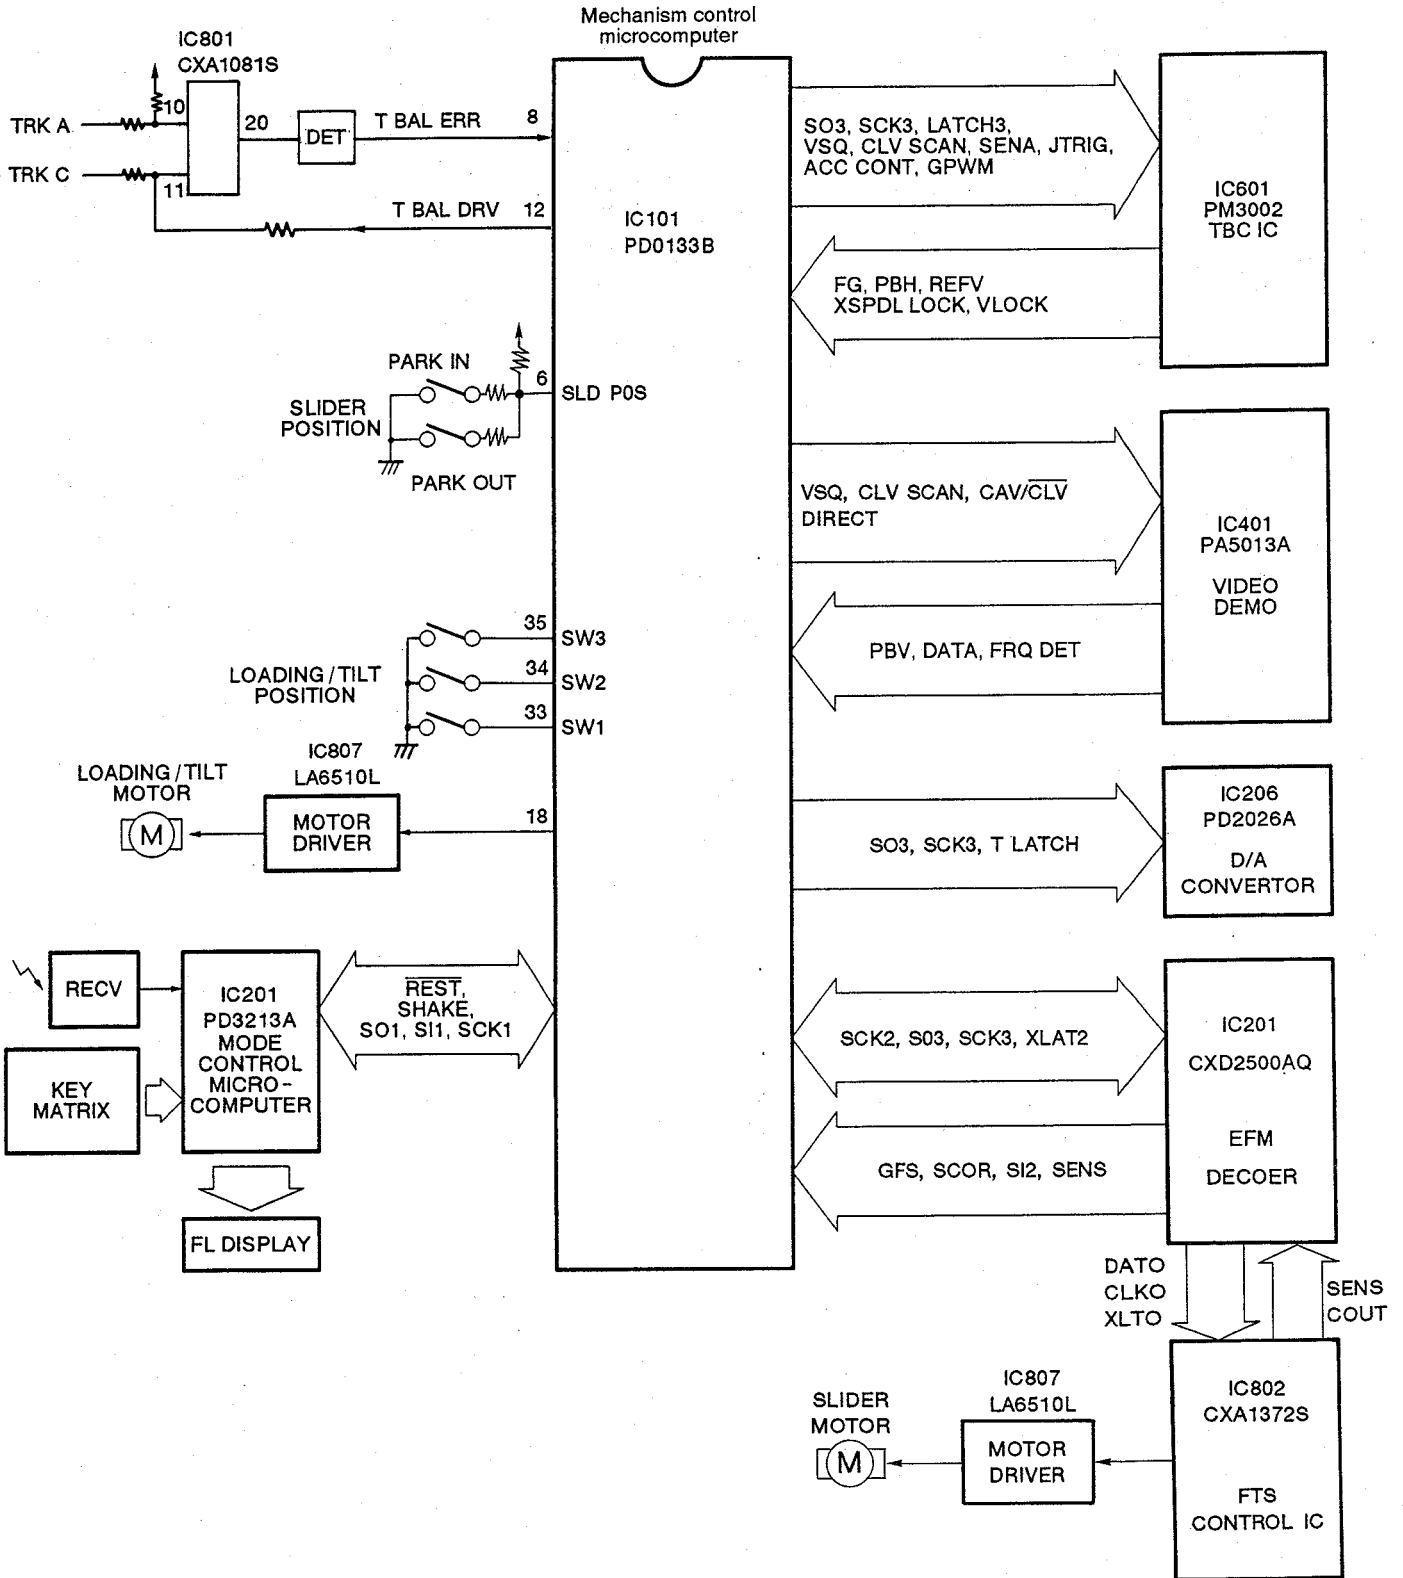 Mechanism control
microcomputer
IC801
CXA1081S
TRK A
10
20
DET
T BAL ERR
8
TRK C
11
T BAL DRV
12
IC101
PD0133B
SO3, SCK3, LATCH3,
VSQ, CLV SCAN, SENA, JTRIG,
ACC CONT, GPWM
IC601
PM3002
TBC IC
FG, PBH, REFV
XSPDL LOCK, VLOCK
PARK IN
6
SLD P0S
SLIDER
POSITION
PARK OUT
VSQ, CLV SCAN, CAV/C̅L̅V̅
DIRECT
IC401
PA5013A
VIDEO
DEMO
PBV, DATA, FRQ DET
35
SW3
LOADING/TILT
POSITION
34
SW2
33
SW1
IC807
LA6510L
LOADING/TILT
MOTOR
M
MOTOR
DRIVER
18
SO3, SCK3, T LATCH
IC206
PD2026A
D/A
CONVERTOR
RECV
KEY
MATRIX
IC201
PD3213A
MODE
CONTROL
MICRO-
COMPUTER
R̅E̅S̅T̅,
SHAKE,
SO1, SI1, SCK1
FL DISPLAY
SCK2, S03, SCK3, XLAT2
IC201
CXD2500AQ
EFM
DECOER
GFS, SCOR, SI2, SENS
DATO
CLKO
XLTO
SENS
COUT
IC802
CXA1372S
FTS
CONTROL IC
IC807
LA6510L
SLIDER
MOTOR
M
MOTOR
DRIVER